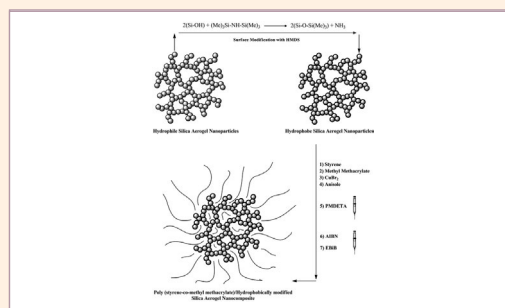 2(Si-OH) + (Me)3Si-NH-Si(Me)3 → 2(Si-O-Si(Me)3) + NH3
Surface Modification with HMDS
Hydrophile Silica Aerogel Nanoparticles
Hydrophobe Silica Aerogel Nanoparticles
1) Styrene
2) Methyl Methacrylate
3) CuBr2
4) Anisole
5) PMDETA
6) AIBN
7) EBiB
Poly (styrene-co-methyl methacrylate)/Hydrophobically modified
Silica Aerogel Nanocomposite